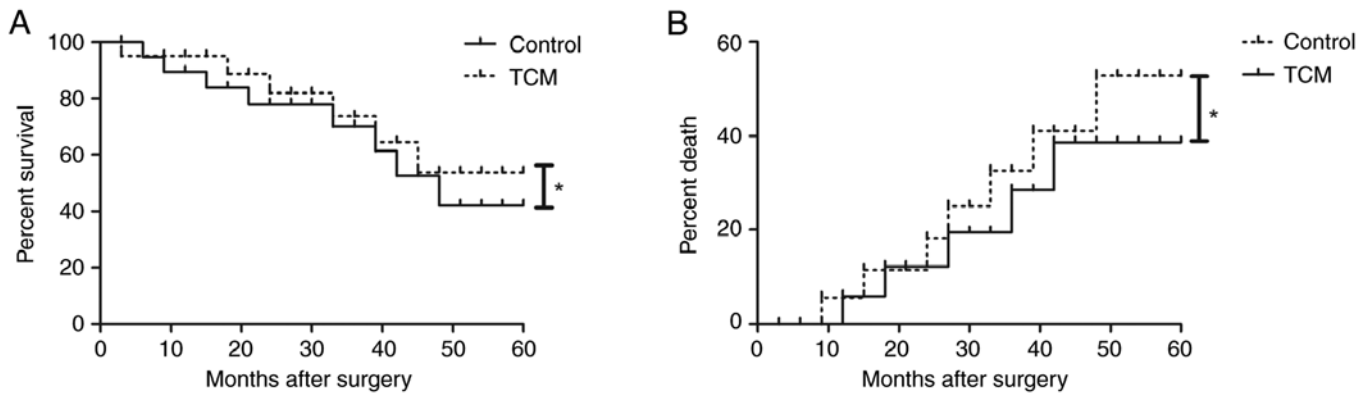 A
Percent survival
100
80
60
40
20
0
0 10 20 30 40 50 60
Months after surgery
Control
TCM
*
B
Percent death
60
40
20
0
0 10 20 30 40 50 60
Months after surgery
Control
TCM
*